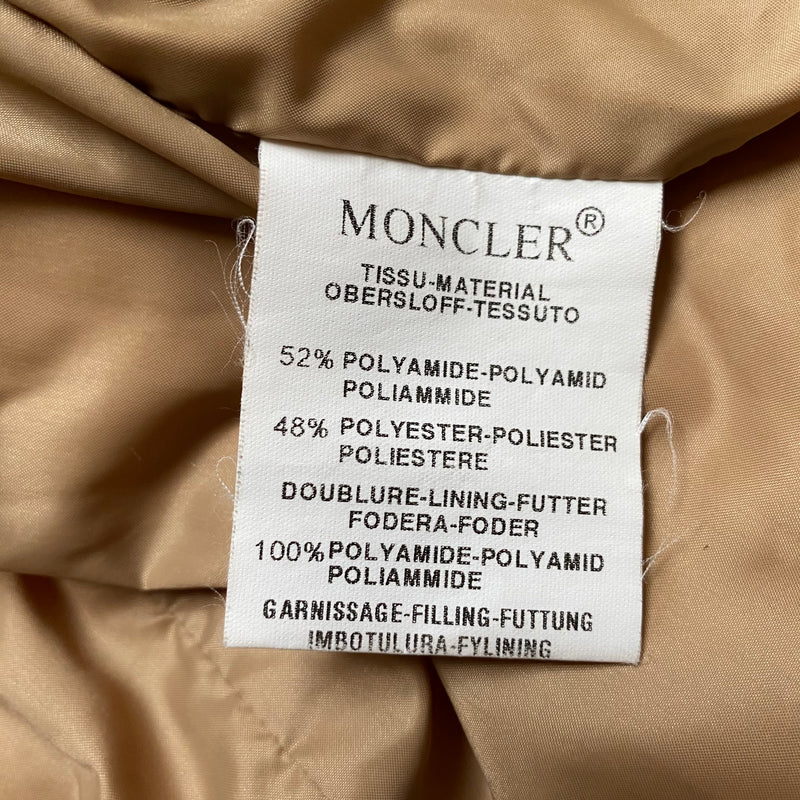 MONCLER®
TISSU-MATERIAL
OBERSLOFF-TESSUTO
52% POLYAMIDE-POLYAMID
POLIAMMIDE
48% POLYESTER-POLIESTER
POLIESTERE
DOUBLURE-LINING-FUTTER
FODERA-FODER
100% POLYAMIDE-POLYAMID
POLIAMMIDE
GARNISSAGE-FILLING-FUTTUNG
IMBOTULURA-FYLINING